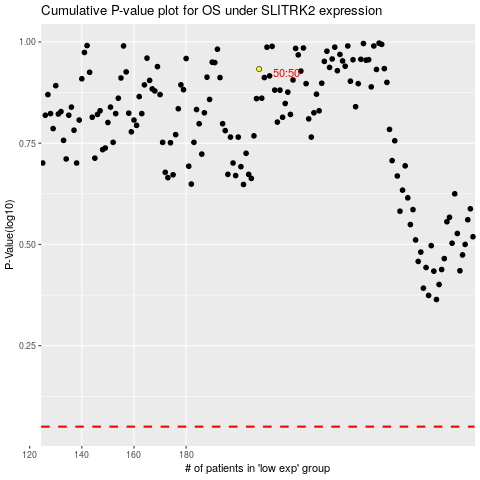 Cumulative P-value plot for OS under SLITRK2 expression
P-Value(log10)
1.00
0.75
0.50
0.25
50:50
120 140 160 180
# of patients in 'low exp' group